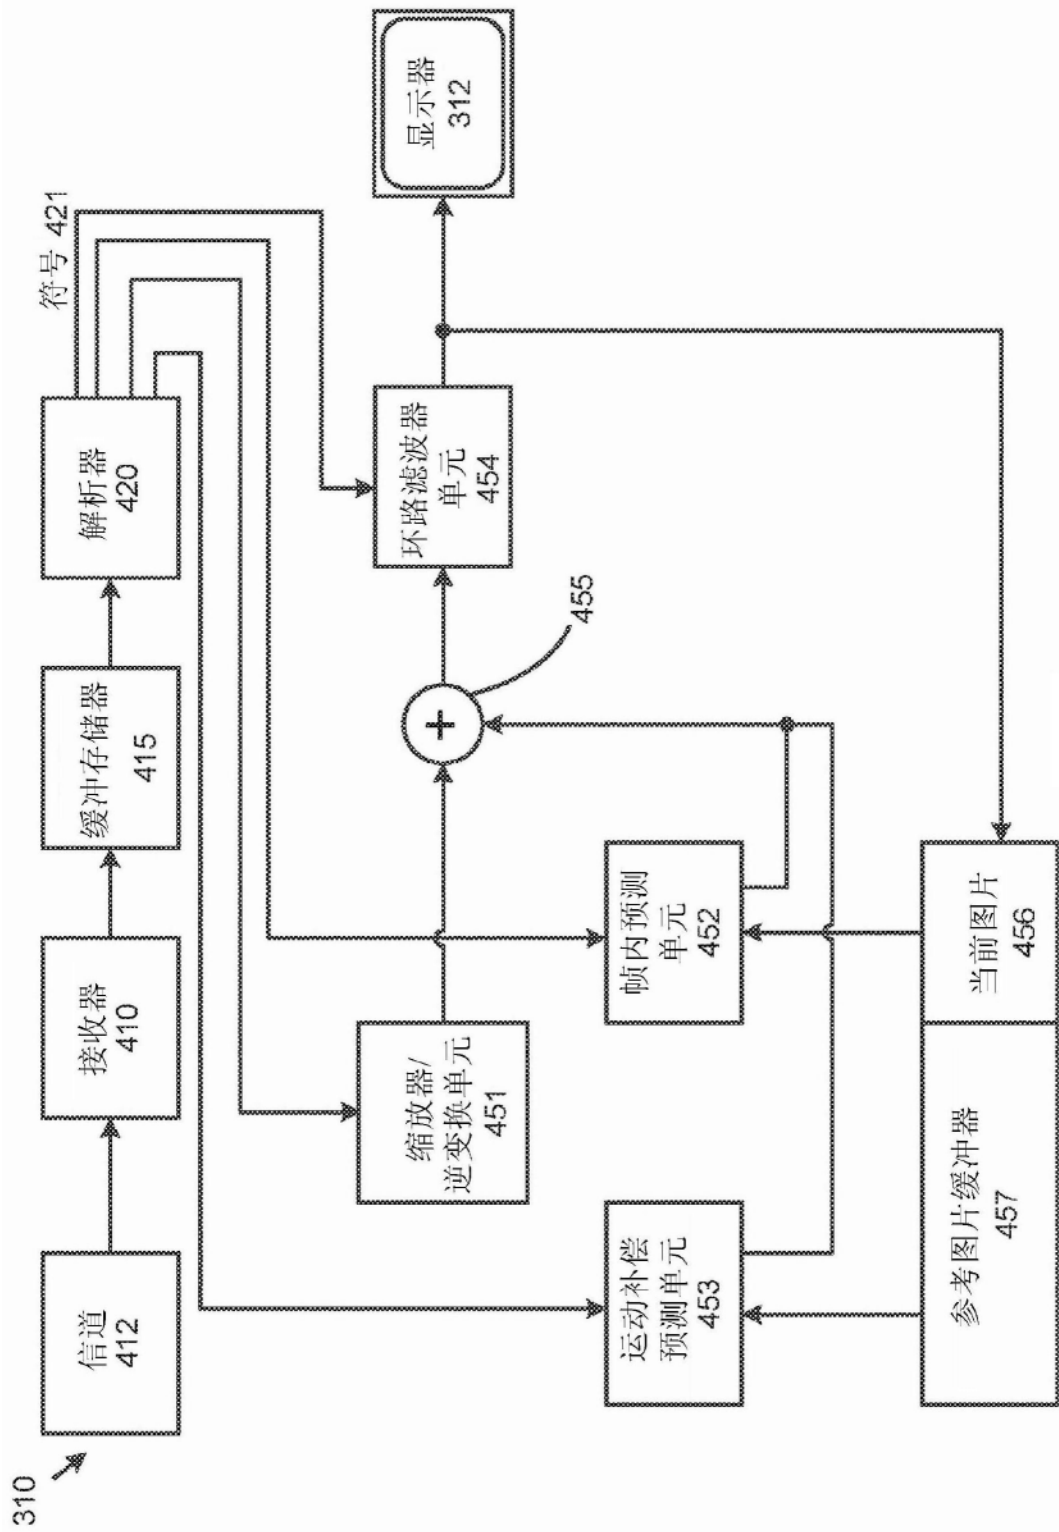 310
信道
412
接收器
410
缓冲存储器
415
解析器
420
符号 421
缩放器/
逆变换单元
451
+
455
环路滤波器
单元
454
显示器
312
运动补偿
预测单元
453
帧内预测
单元
452
参考图片缓冲器
457
当前图片
456